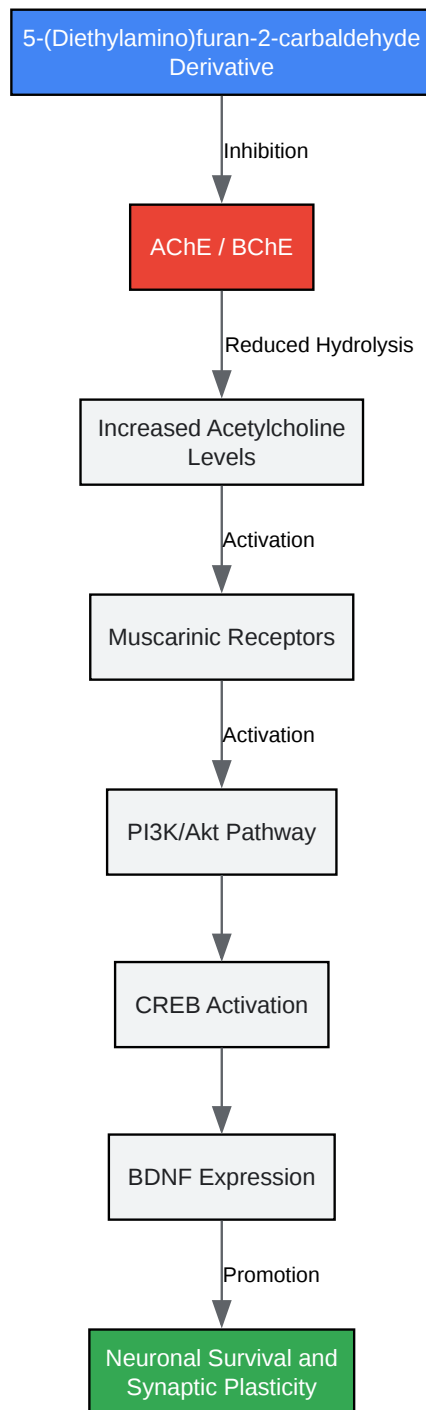 5-(Diethylamino)furan-2-carbaldehyde
Derivative
Inhibition
AChE / BChE
Reduced Hydrolysis
Increased Acetylcholine
Levels
Activation
Muscarinic Receptors
Activation
PI3K/Akt Pathway
CREB Activation
BDNF Expression
Promotion
Neuronal Survival and
Synaptic Plasticity